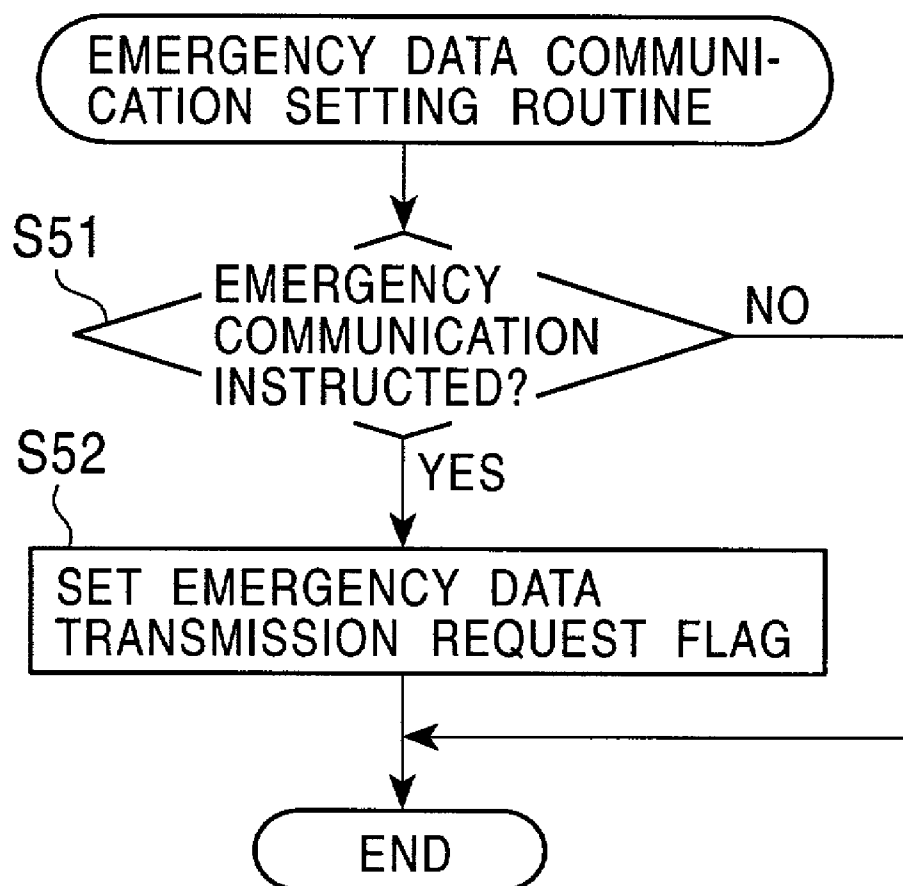 EMERGENCY DATA COMMUNI-
CATION SETTING ROUTINE
S51
EMERGENCY
COMMUNICATION
INSTRUCTED?
NO
YES
S52
SET EMERGENCY DATA
TRANSMISSION REQUEST FLAG
END